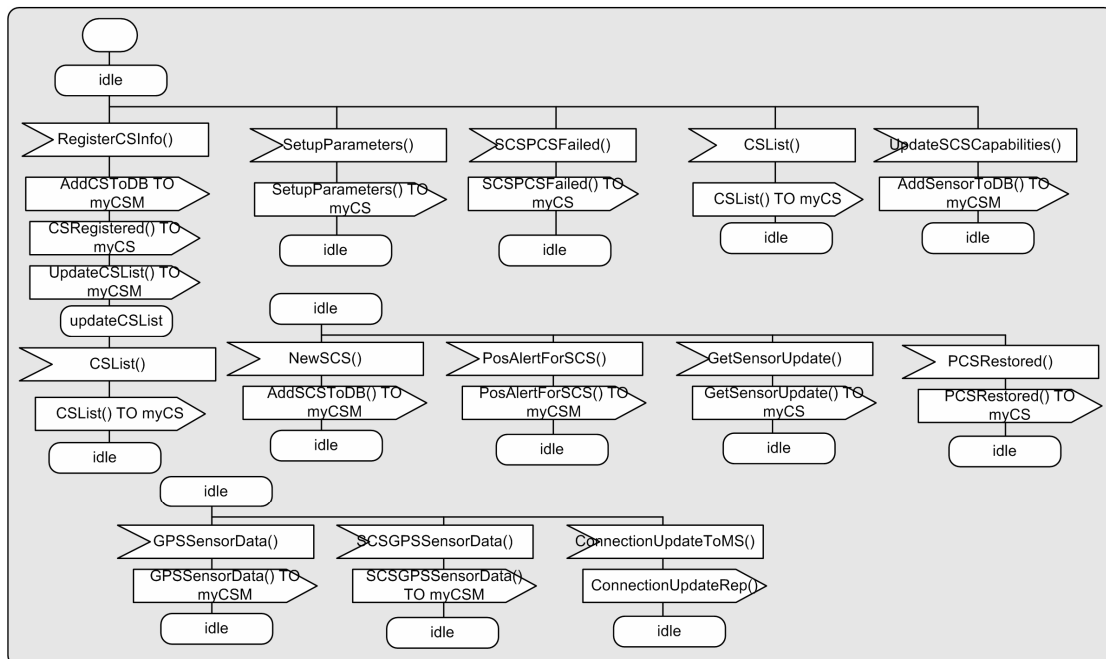 idle
RegisterCSInfo()
SetupParameters()
SCSPCSFailed()
CSList()
UpdateSCSCapabilities()
AddCSToDB TO
myCSM
SetupParameters() TO
myCS
SCSPCSFailed() TO
myCS
CSList() TO myCS
AddSensorToDB() TO
myCSM
CSRegistered() TO
myCS
idle
idle
idle
idle
UpdateCSList() TO
myCSM
updateCSList
idle
CSList()
NewSCS()
PosAlertForSCS()
GetSensorUpdate()
PCSRestored()
CSList() TO myCS
AddSCSToDB() TO
myCSM
PosAlertForSCS() TO
myCSM
GetSensorUpdate() TO
myCS
PCSRestored() TO
myCS
idle
idle
idle
idle
idle
idle
GPSSensorData()
SCSGPSSensorData()
ConnectionUpdateToMS()
GPSSensorData() TO
myCSM
SCSGPSSensorData()
TO myCSM
ConnectionUpdateRep()
idle
idle
idle